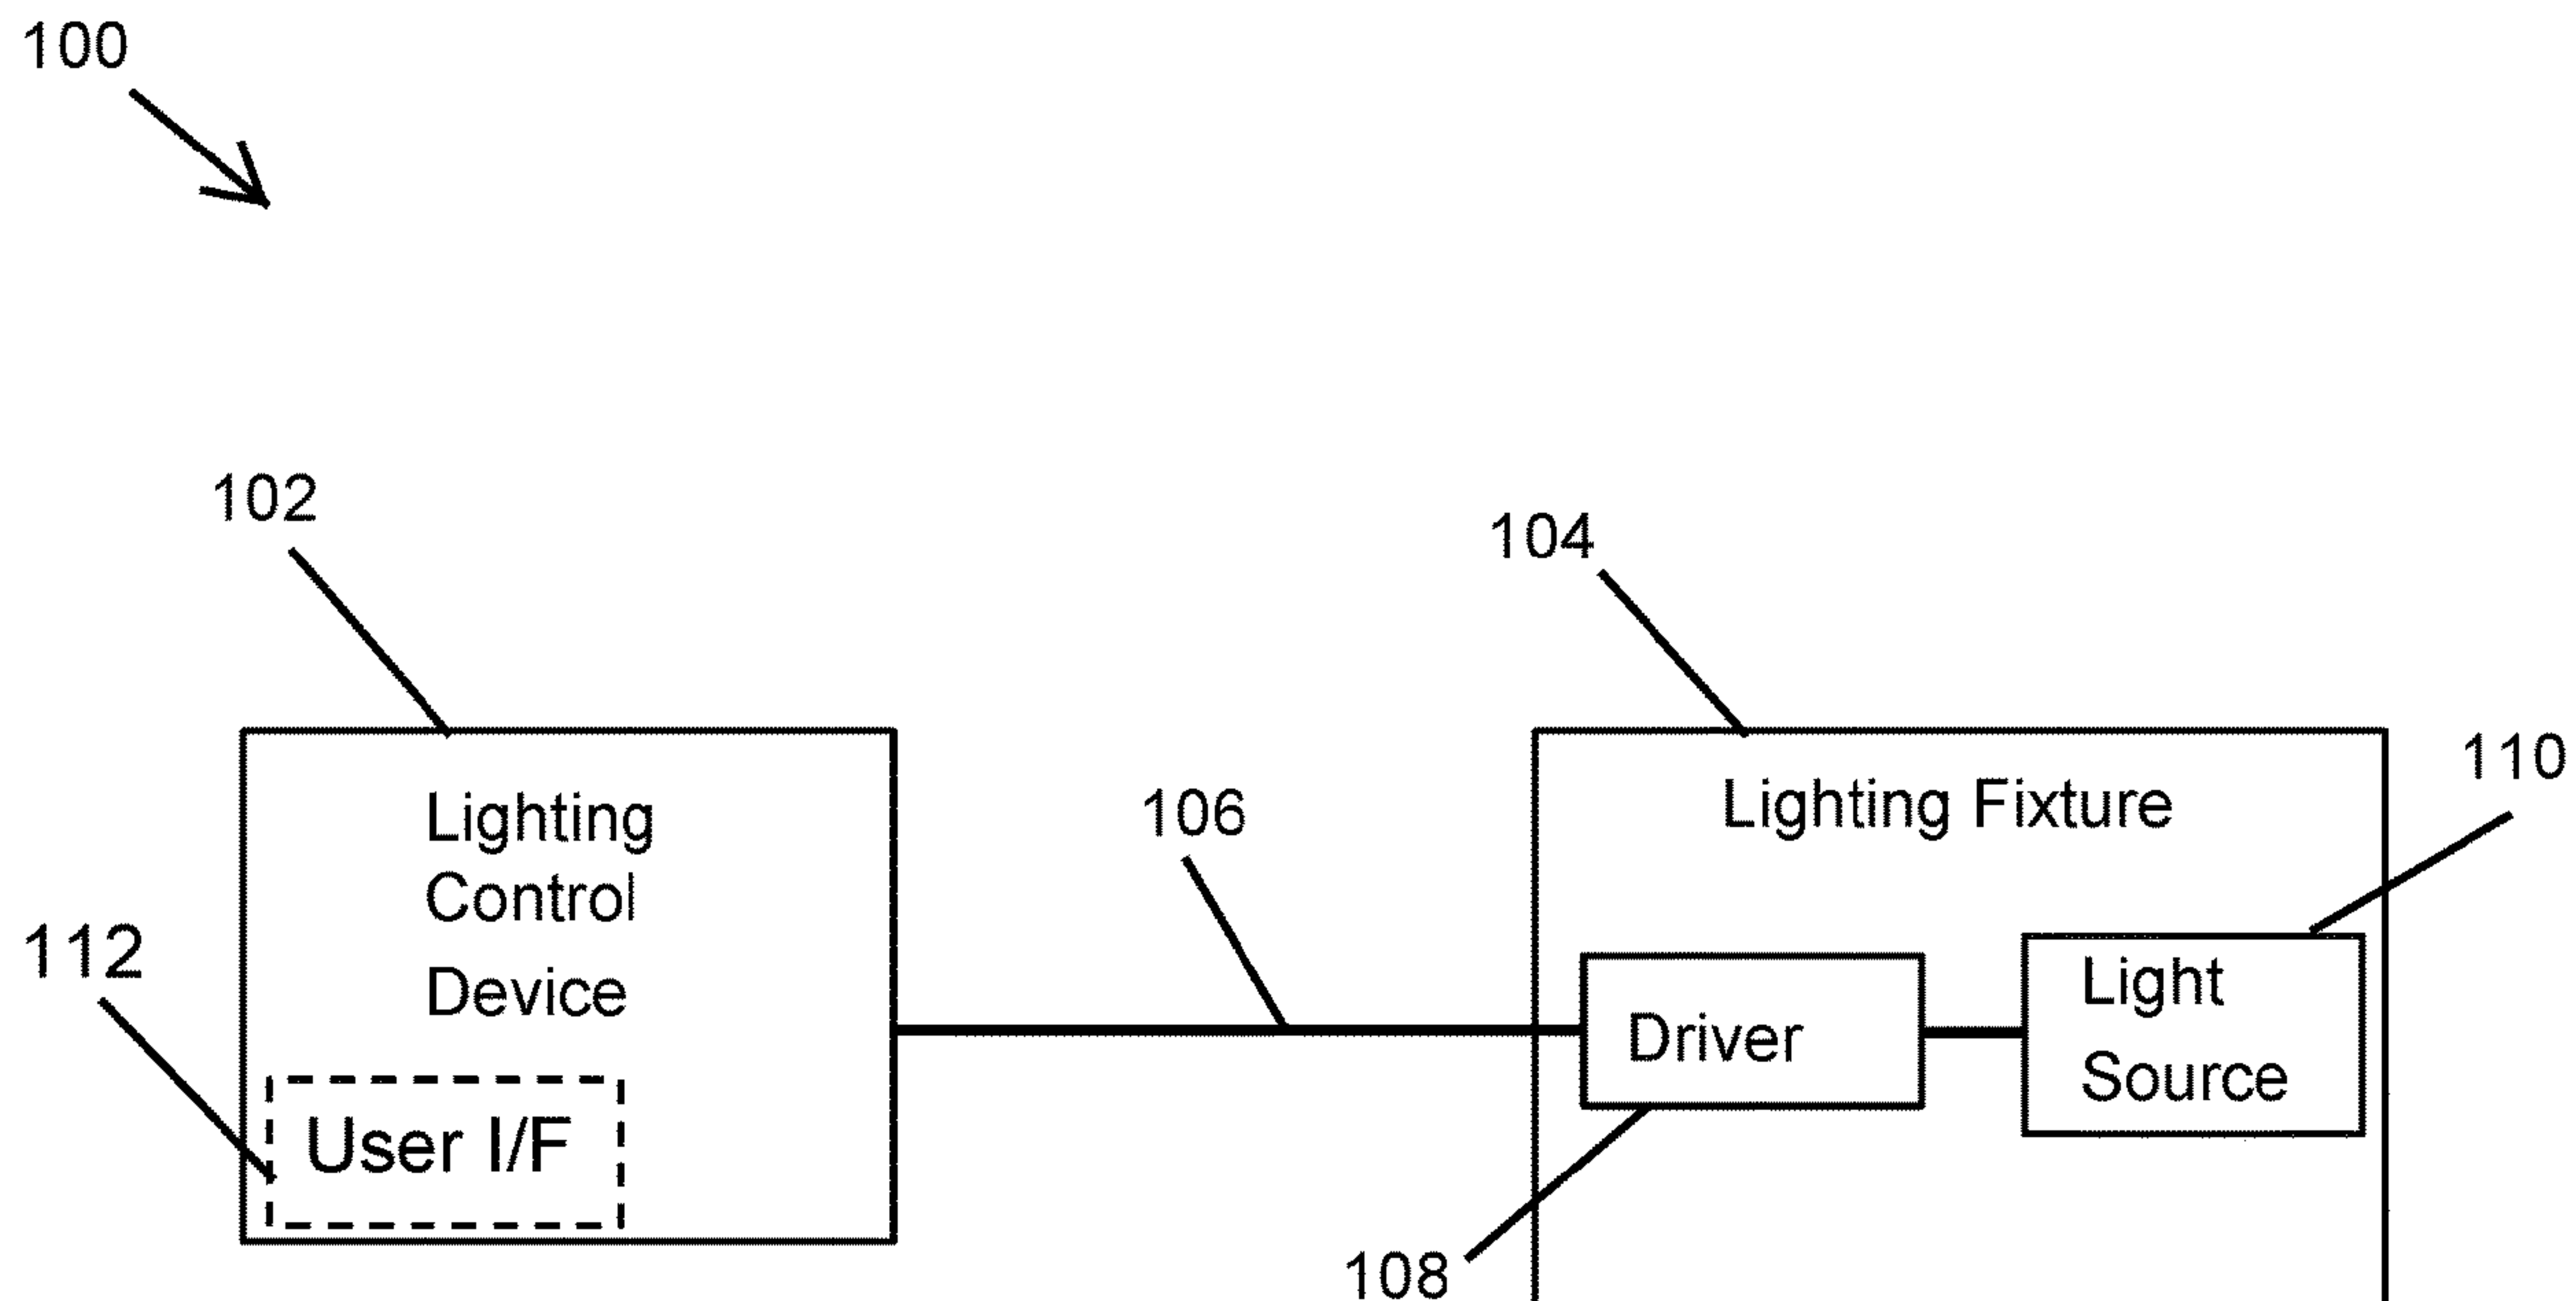 100
102
104
110
Lighting Fixture
106
Lighting
Control
Device
112
Light
Source
Driver
User I/F
108